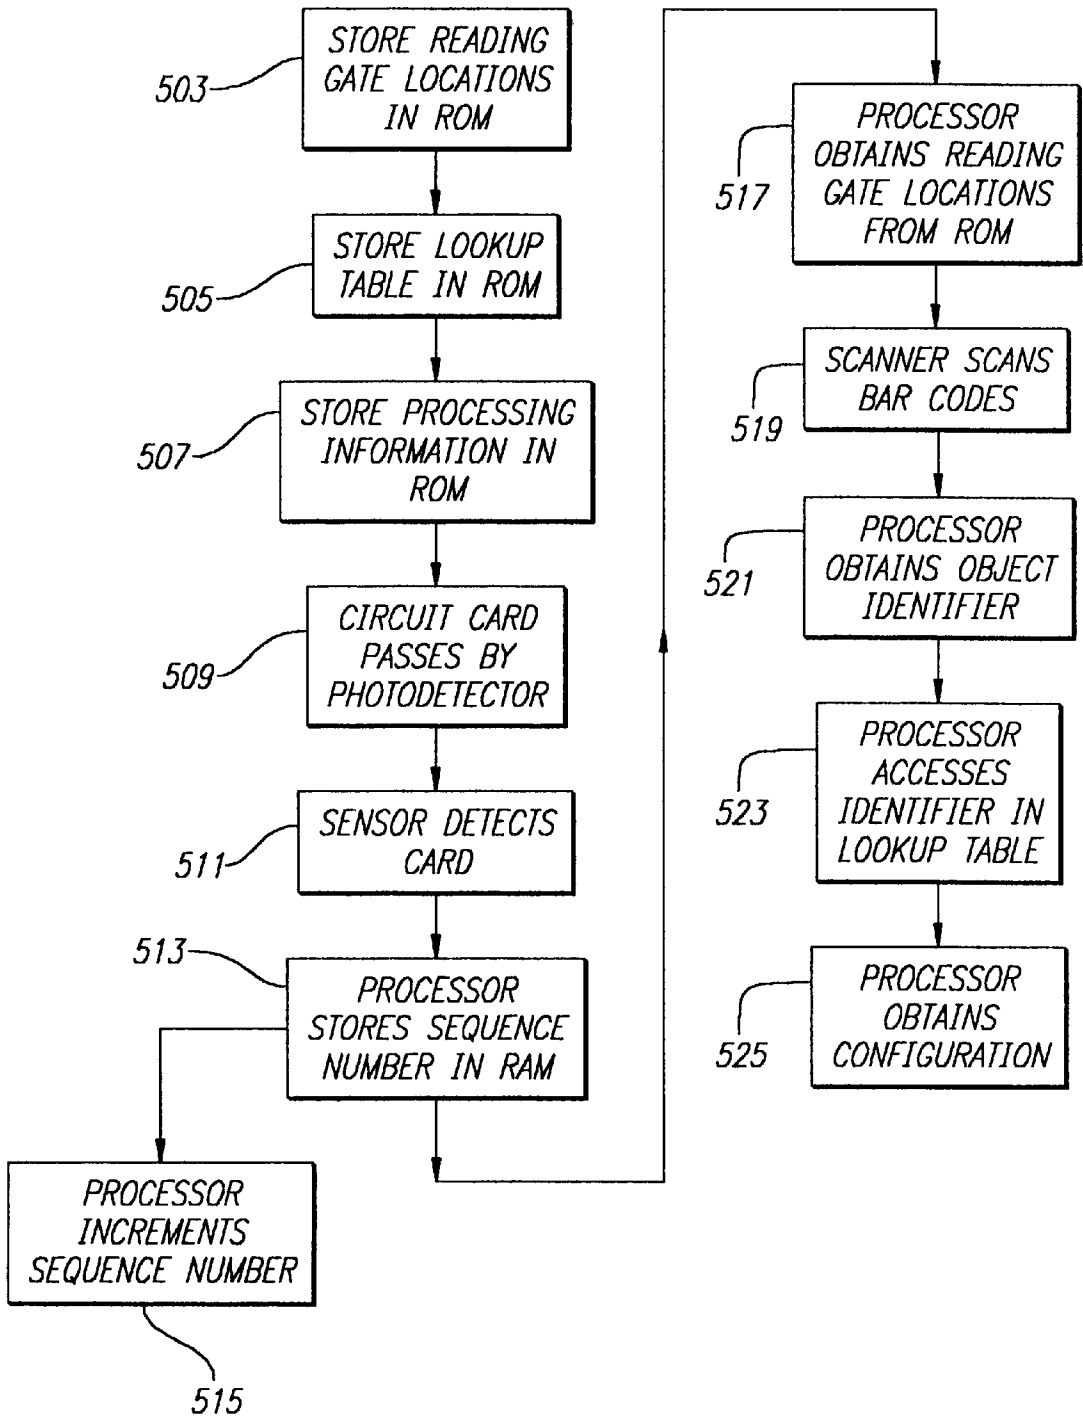 503
STORE READING
GATE LOCATIONS
IN ROM
505
STORE LOOKUP
TABLE IN ROM
507
STORE PROCESSING
INFORMATION IN
ROM
509
CIRCUIT CARD
PASSES BY
PHOTODETECTOR
511
SENSOR DETECTS
CARD
513
PROCESSOR
STORES SEQUENCE
NUMBER IN RAM
PROCESSOR
INCREMENTS
SEQUENCE NUMBER
515
517
PROCESSOR
OBTAINS READING
GATE LOCATIONS
FROM ROM
519
SCANNER SCANS
BAR CODES
521
PROCESSOR
OBTAINS OBJECT
IDENTIFIER
523
PROCESSOR
ACCESSES
IDENTIFIER IN
LOOKUP TABLE
525
PROCESSOR
OBTAINS
CONFIGURATION